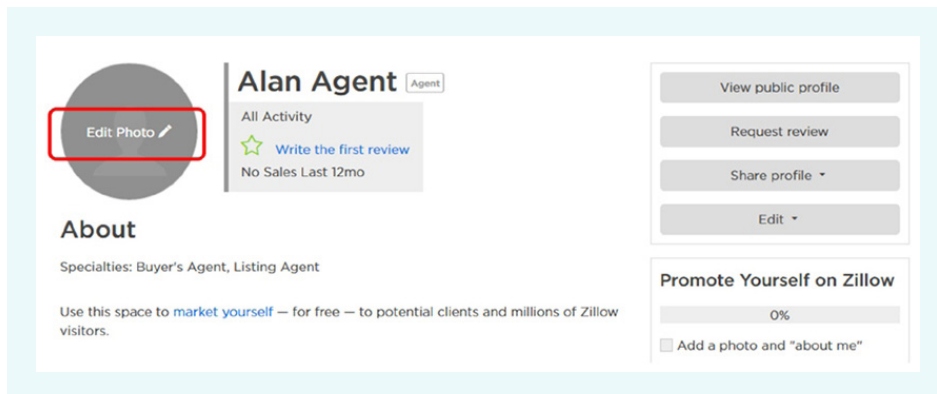 Edit Photo
Alan Agent Agent
All Activity
Write the first review
No Sales Last 12mo
About
Specialties: Buyer's Agent, Listing Agent
Use this space to market yourself — for free — to potential clients and millions of Zillow
visitors.
View public profile
Request review
Share profile
Edit
Promote Yourself on Zillow
0%
Add a photo and "about me"